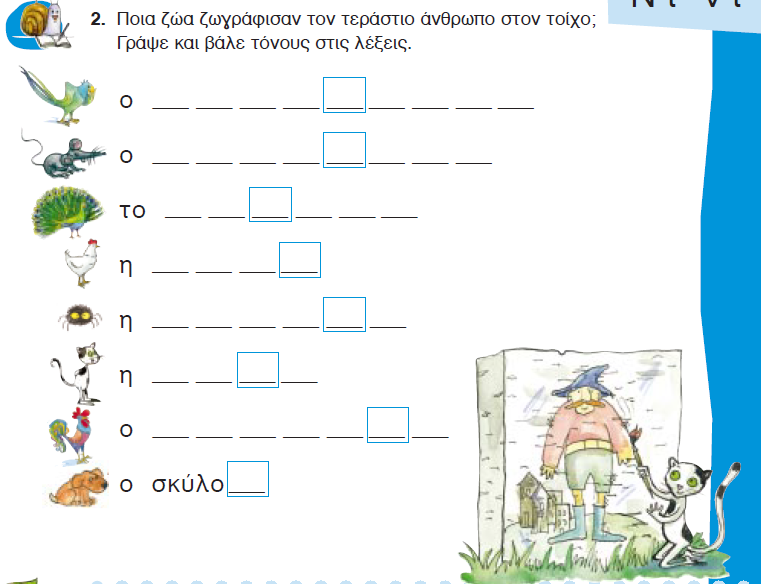 2. Ποια ζώα ζωγράφισαν τον τεράστιο άνθρωπο στον τοίχο;
Γράψε και βάλε τόνους στις λέξεις.
ο
ο
το
η
η
η
ο
ο σκύλο